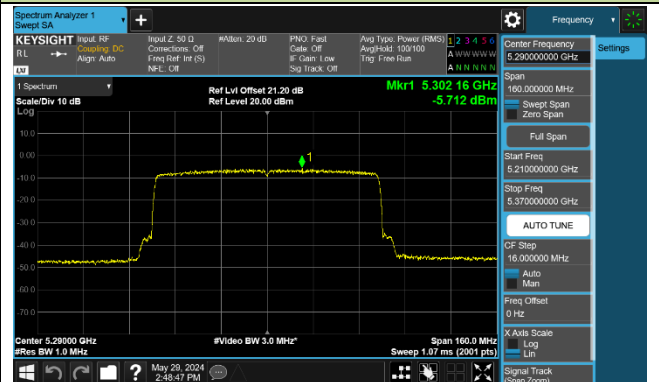 Spectrum Analyzer 1
Swept SA
+
Frequency
KEYSIGHT
RL
LXI
Input: RF
Coupling: DC
Align: Auto
Input Z: 50 Ω
Corrections: Off
Freq Ref: Int (S)
NFE: Off
#Atten: 20 dB
PNO: Fast
Gate: Off
IF Gain: Low
Sig Track: Off
Avg Type: Power (RMS)
Avg|Hold: 100/100
Trig: Free Run
1 2 3 4 5 6
A W W W W W
A N N N N N
1 Spectrum
Scale/Div 10 dB
Log
Ref Lvl Offset 21.20 dB
Ref Level 20.00 dBm
Mkr1 5.302 16 GHz
-5.712 dBm
10.0
0.00
-10.0
-20.0
-30.0
-40.0
-50.0
-60.0
-70.0
1
Center 5.29000 GHz
#Res BW 1.0 MHz
#Video BW 3.0 MHz*
Span 160.0 MHz
Sweep 1.07 ms (2001 pts)
?
May 29, 2024
2:48:47 PM
Center Frequency
5.290000000 GHz
Span
160.000000 MHz
Swept Span
Zero Span
Full Span
Start Freq
5.210000000 GHz
Stop Freq
5.370000000 GHz
AUTO TUNE
CF Step
16.000000 MHz
Auto
Man
Freq Offset
0 Hz
X Axis Scale
Log
Lin
Signal Track
(Span Zoom)
Settings